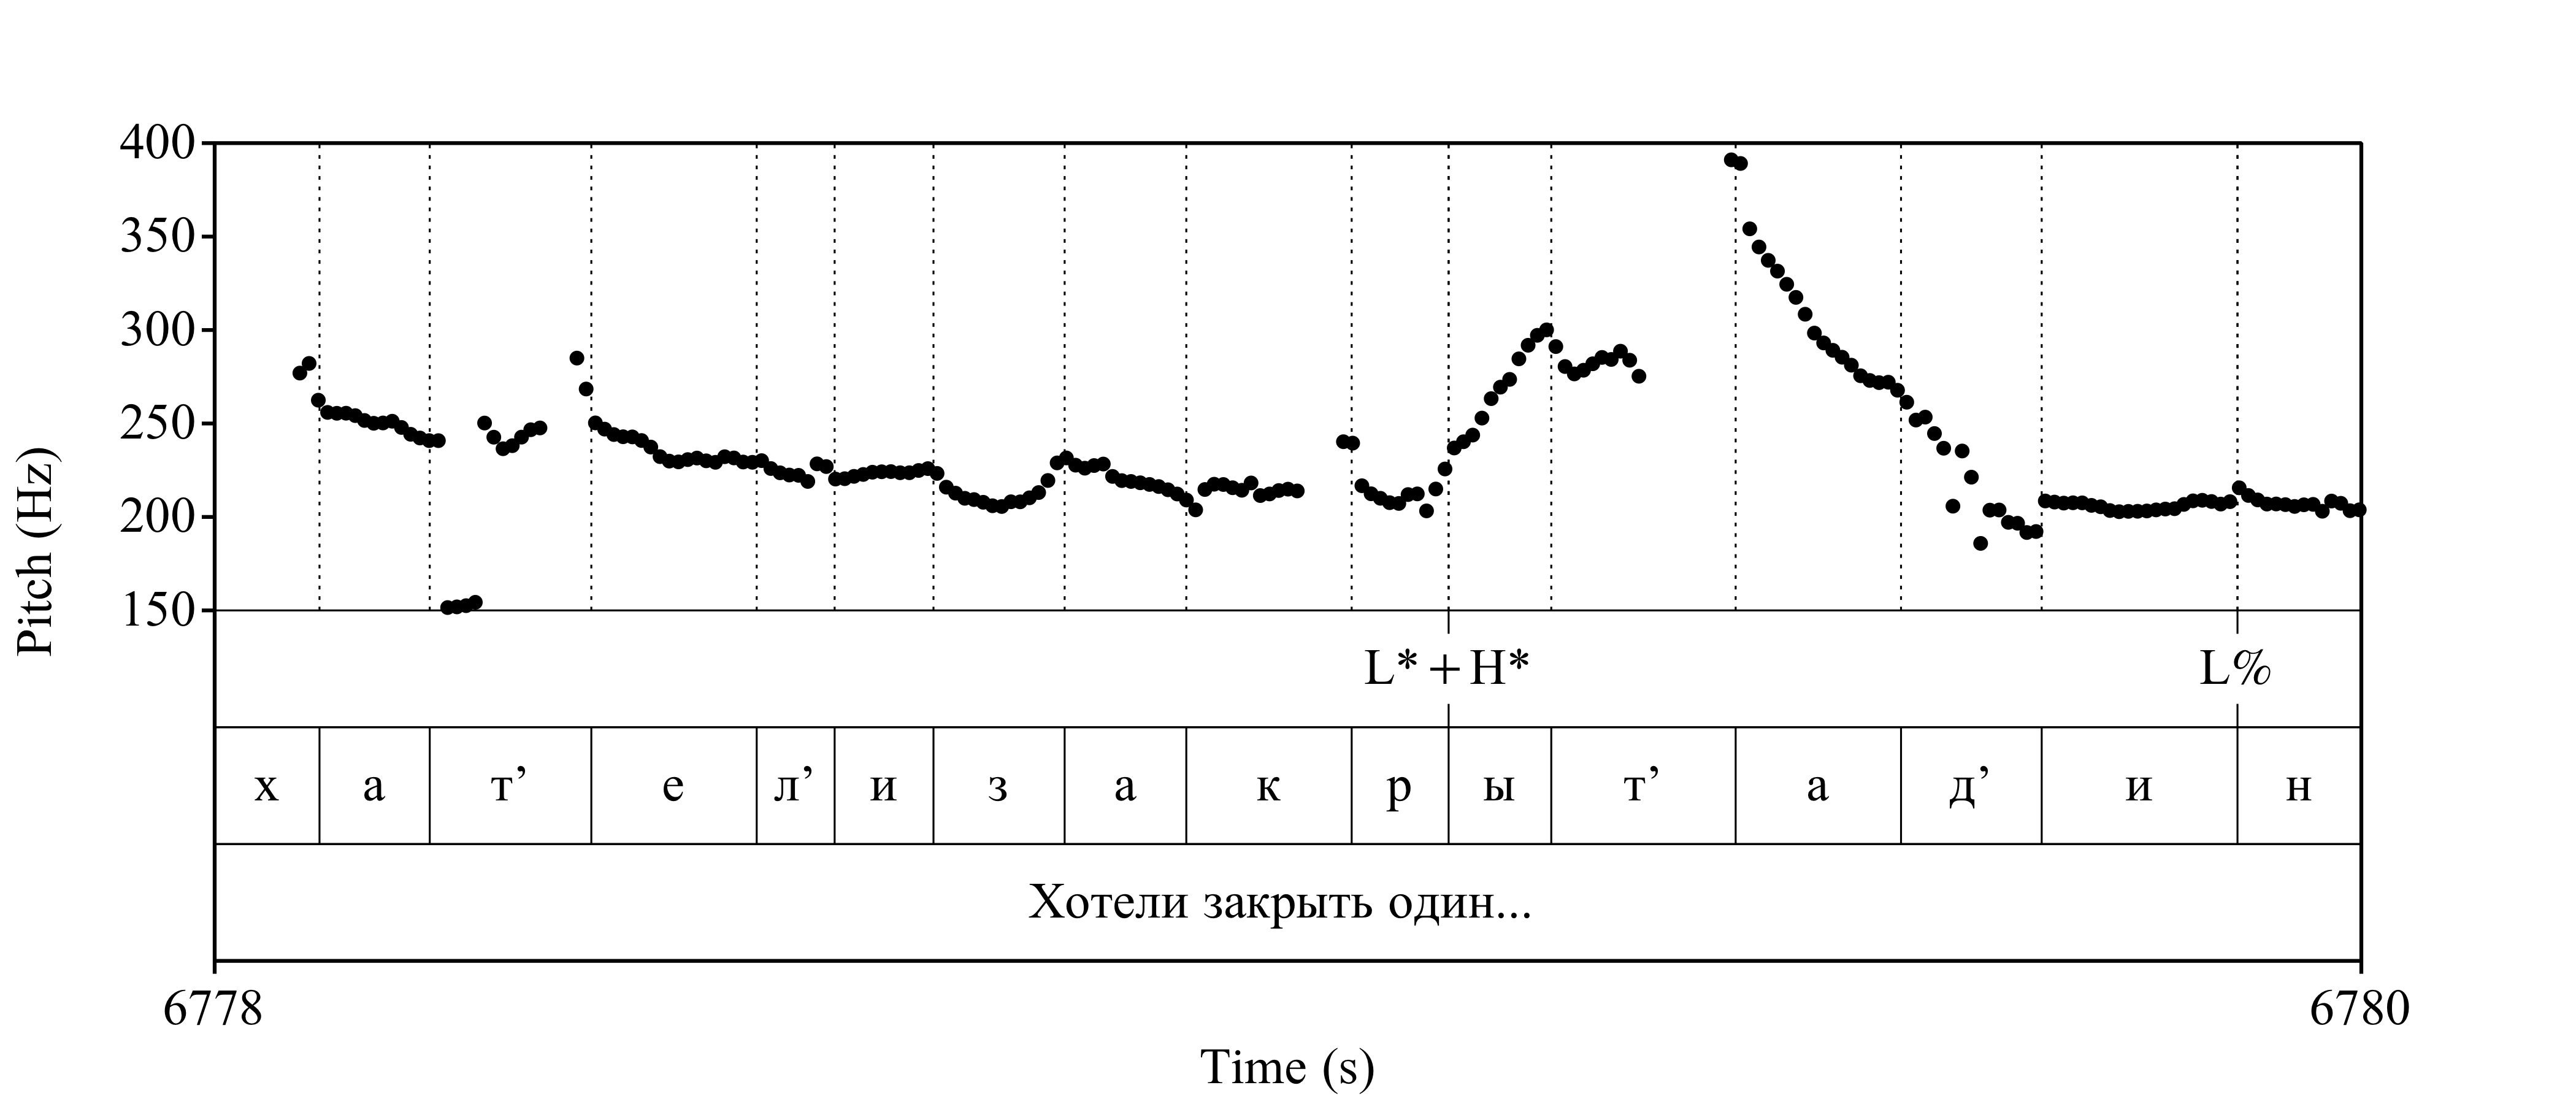 400
350
300
250
200
150
Pitch (Hz)
L* + H* L%
х а т’ е л’ и з а к р ы т’ а д’ и н
Хотели закрыть один...
6778 6780
Time (s)